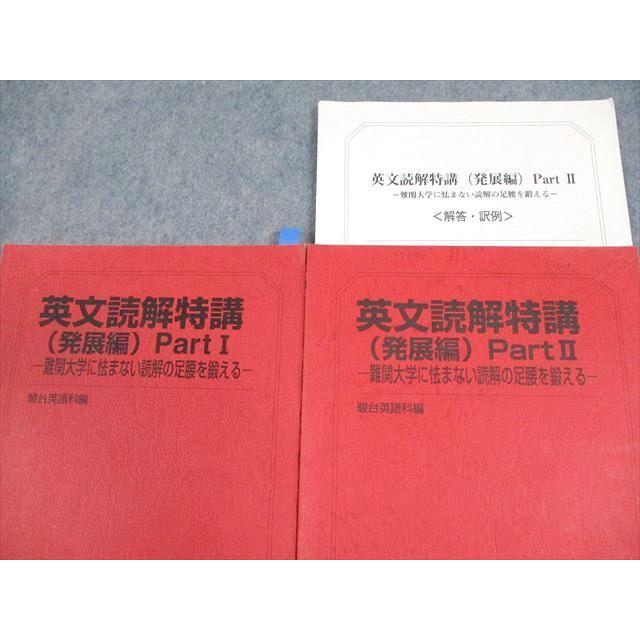 英文読解特講（発展編）Part Ⅱ
－難関大学に怯まない読解の足腰を鍛える－
＜解答・訳例＞
英文読解特講
（発展編）Part Ⅰ
―難関大学に怯まない読解の足腰を鍛える―
駿台英語科編
英文読解特講
（発展編）Part Ⅱ
―難関大学に怯まない読解の足腰を鍛える―
駿台英語科編